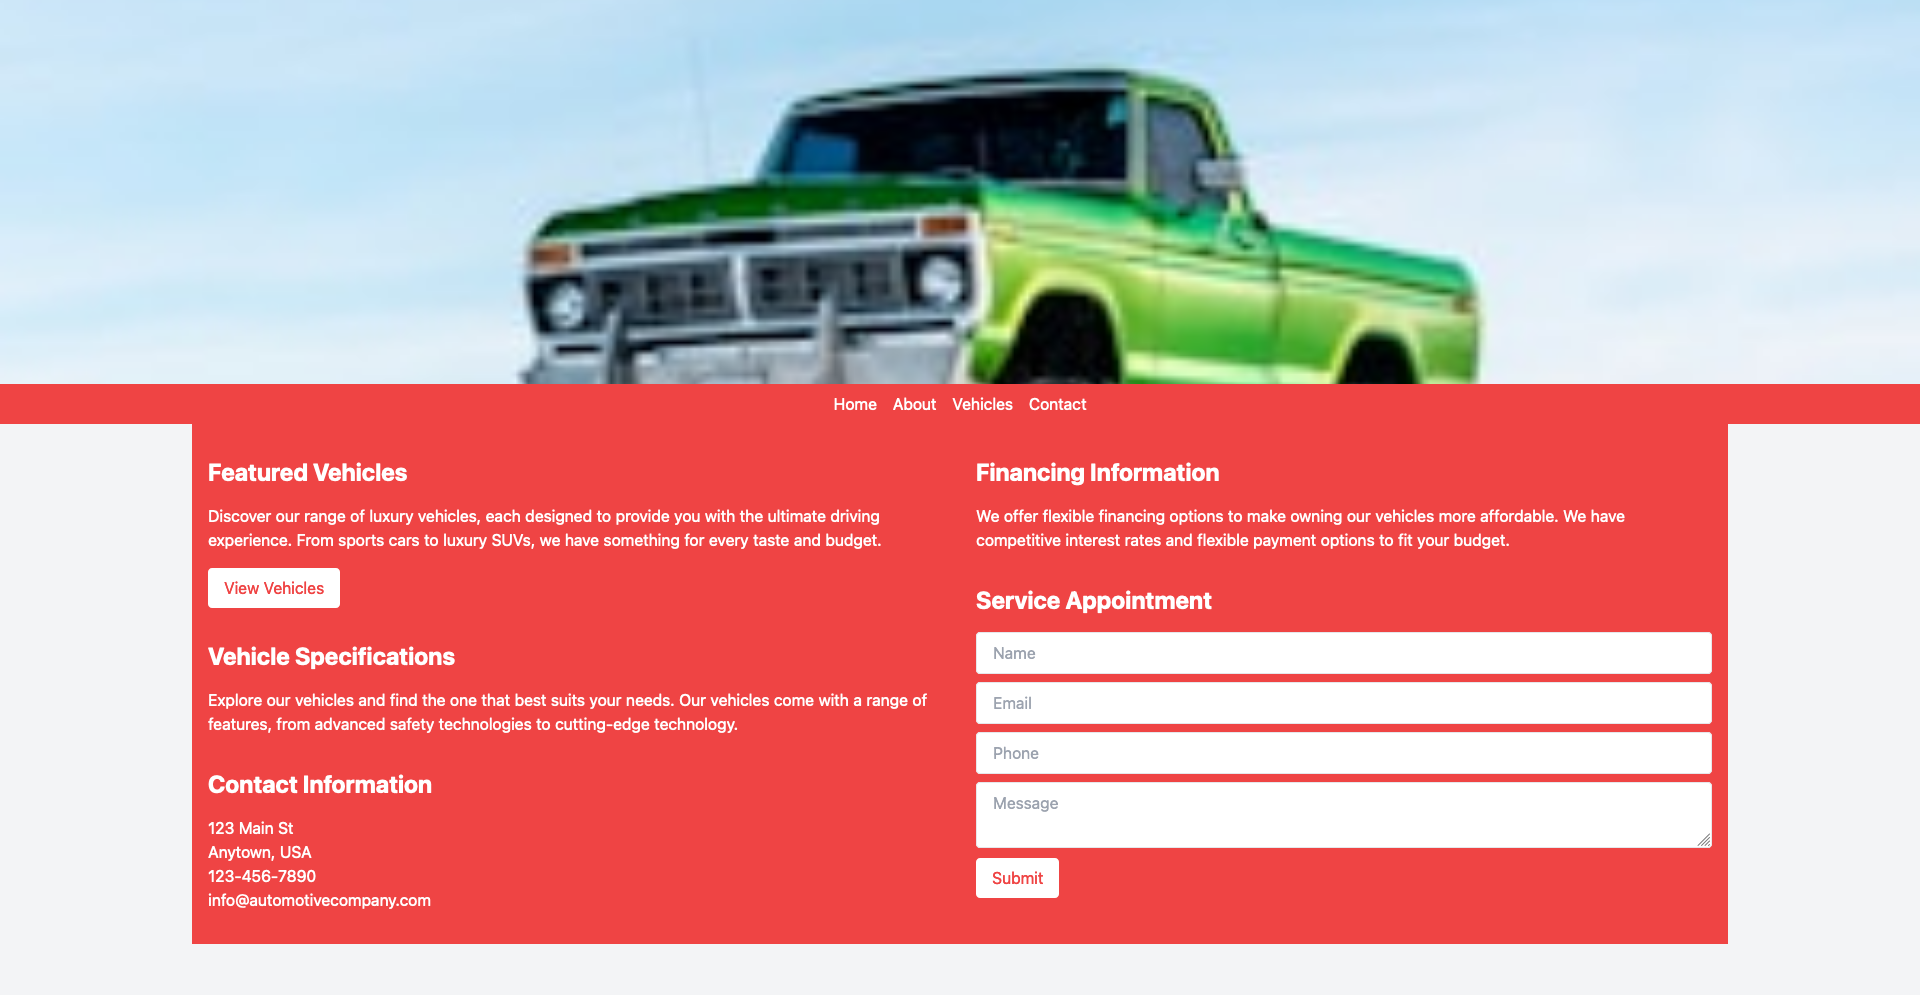 Home About Vehicles Contact
Featured Vehicles
Discover our range of luxury vehicles, each designed to provide you with the ultimate driving
experience. From sports cars to luxury SUVs, we have something for every taste and budget.
View Vehicles
Vehicle Specifications
Explore our vehicles and find the one that best suits your needs. Our vehicles come with a range of
features, from advanced safety technologies to cutting-edge technology.
Contact Information
123 Main St
Anytown, USA
123-456-7890
info@automotivecompany.com
Financing Information
We offer flexible financing options to make owning our vehicles more affordable. We have
competitive interest rates and flexible payment options to fit your budget.
Service Appointment
Name
Email
Phone
Message
Submit